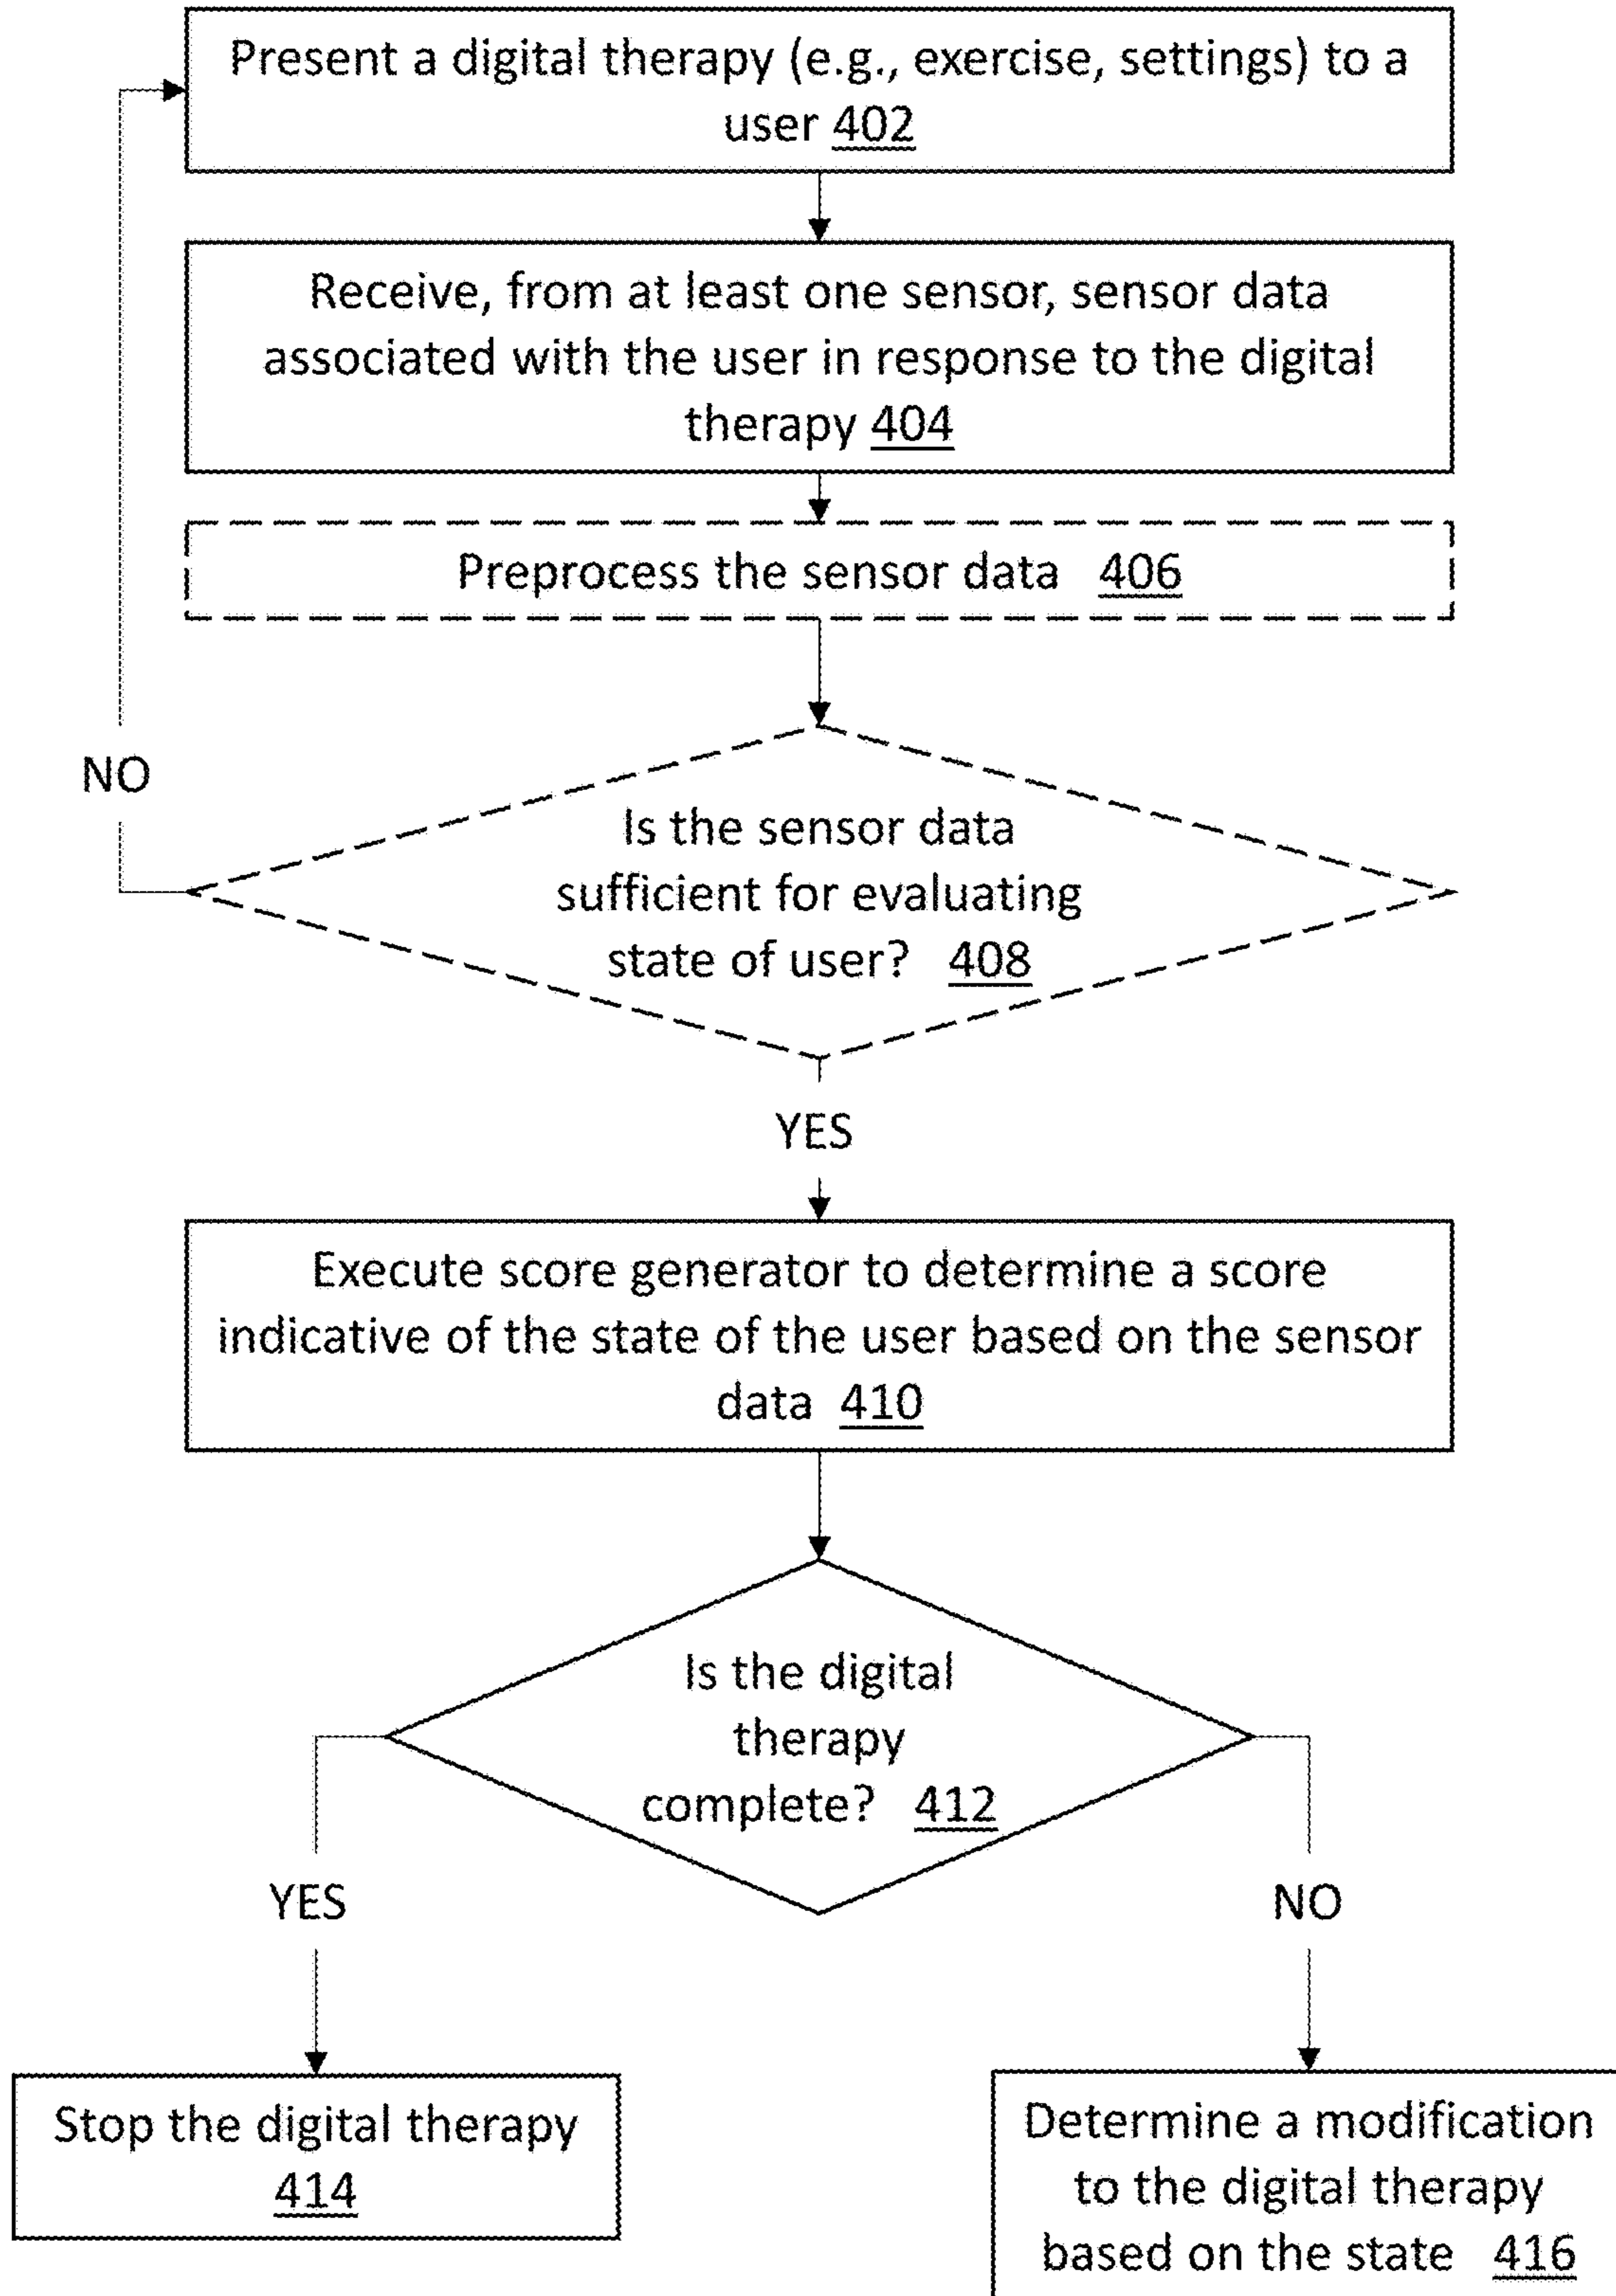 Present a digital therapy (e.g., exercise, settings) to a
user 402
Receive, from at least one sensor, sensor data
associated with the user in response to the digital
therapy 404
Preprocess the sensor data 406
NO
Is the sensor data
sufficient for evaluating
state of user? 408
YES
Execute score generator to determine a score
indicative of the state of the user based on the sensor
data 410
Is the digital
therapy
complete? 412
YES
NO
Stop the digital therapy
414
Determine a modification
to the digital therapy
based on the state 416